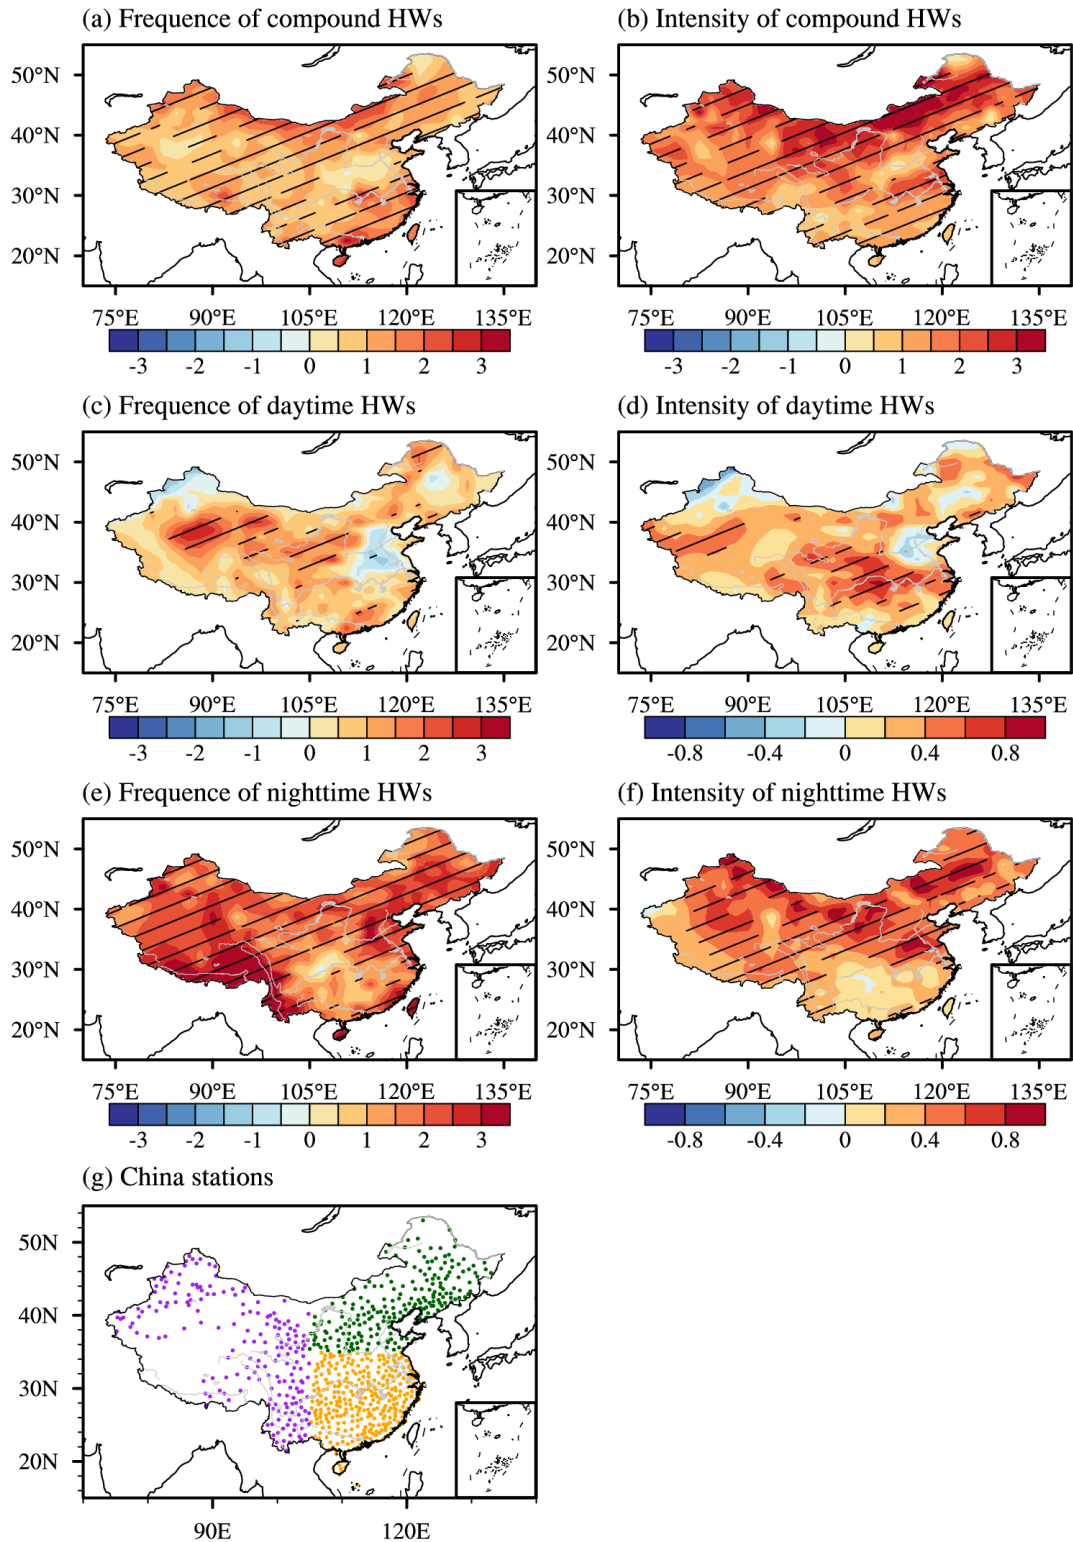 (a) Frequence of compound HWs
(b) Intensity of compound HWs
50°N
40°N
30°N
20°N
50°N
40°N
30°N
20°N
75°E 90°E 105°E 120°E 135°E
75°E 90°E 105°E 120°E 135°E
-3 -2 -1 0 1 2 3
-3 -2 -1 0 1 2 3
(c) Frequence of daytime HWs
(d) Intensity of daytime HWs
50°N
40°N
30°N
20°N
50°N
40°N
30°N
20°N
75°E 90°E 105°E 120°E 135°E
75°E 90°E 105°E 120°E 135°E
-3 -2 -1 0 1 2 3
-0.8 -0.4 0 0.4 0.8
(e) Frequence of nighttime HWs
(f) Intensity of nighttime HWs
50°N
40°N
30°N
20°N
50°N
40°N
30°N
20°N
75°E 90°E 105°E 120°E 135°E
75°E 90°E 105°E 120°E 135°E
-3 -2 -1 0 1 2 3
-0.8 -0.4 0 0.4 0.8
(g) China stations
50N
40N
30N
20N
90E 120E